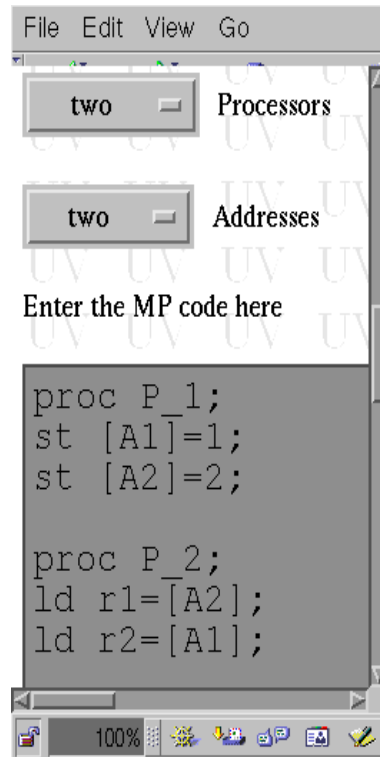 File Edit View Go
two Processors
two Addresses
Enter the MP code here
proc P_1;
st [A1]=1;
st [A2]=2;
proc P_2;
ld r1=[A2];
ld r2=[A1];
100%